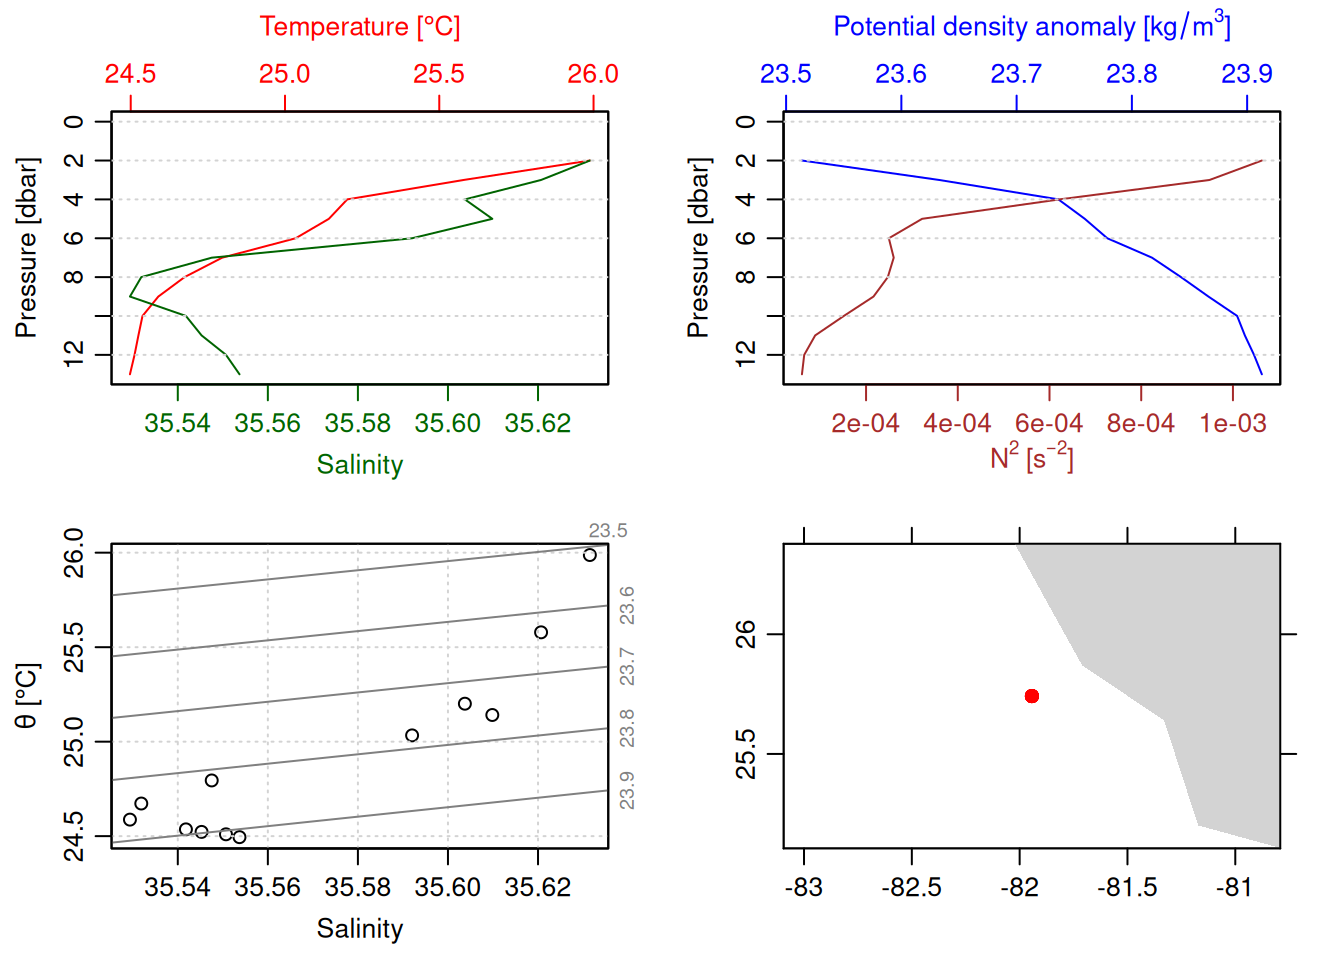 Temperature [°C]
24.5 25.0 25.5 26.0
Pressure [dbar]
0 2 4 6 8 12
35.54 35.56 35.58 35.60 35.62
Salinity
Potential density anomaly [kg/m³]
23.5 23.6 23.7 23.8 23.9
Pressure [dbar]
0 2 4 6 8 12
2e-04 4e-04 6e-04 8e-04 1e-03
N² [s⁻²]
θ [°C]
26.0 25.5 25.0 24.5
23.5
23.6
23.7
23.8
23.9
35.54 35.56 35.58 35.60 35.62
Salinity
26
25.5
-83 -82.5 -82 -81.5 -81